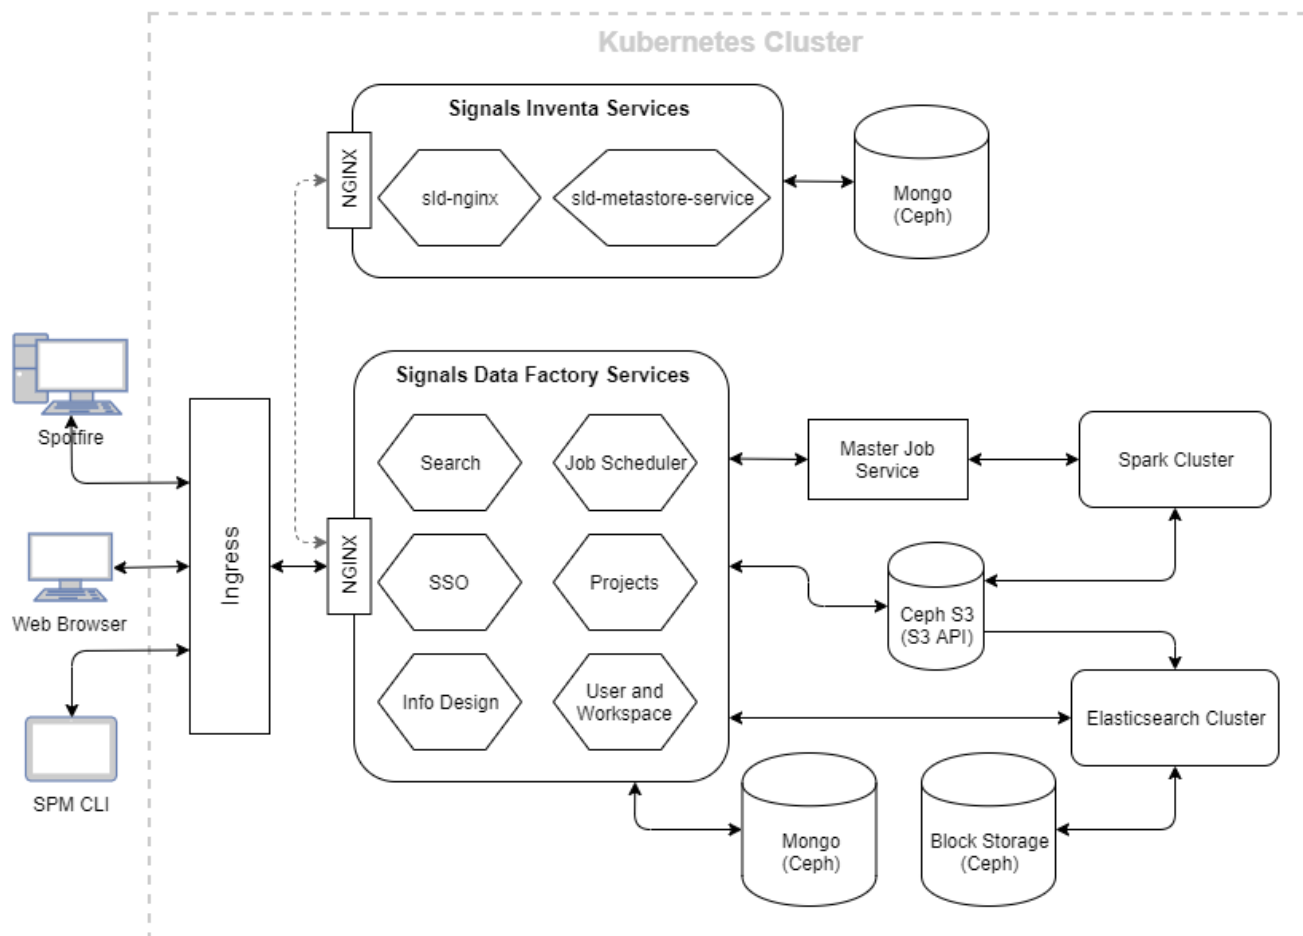 Kubernetes Cluster
Signals Inventa Services
NGINX
sld-nginx
sld-metastore-service
Mongo
(Ceph)
Spotfire
Web Browser
SPM CLI
Ingress
NGINX
Signals Data Factory Services
Search
Job Scheduler
SSO
Projects
Info Design
User and
Workspace
Master Job
Service
Spark Cluster
Ceph S3
(S3 API)
Elasticsearch Cluster
Mongo
(Ceph)
Block Storage
(Ceph)